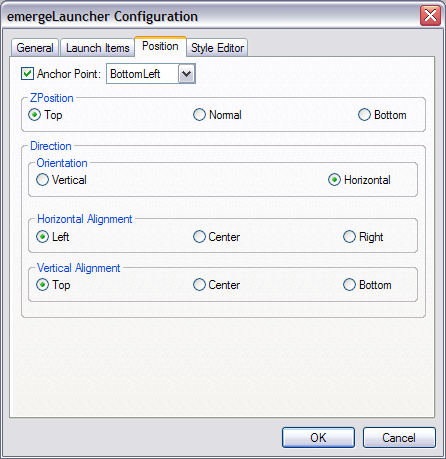 emergeLauncher Configuration
General Launch Items Position Style Editor
Anchor Point: BottomLeft
ZPosition
Top Normal Bottom
Direction
Orientation
Vertical Horizontal
Horizontal Alignment
Left Center Right
Vertical Alignment
Top Center Bottom
OK Cancel